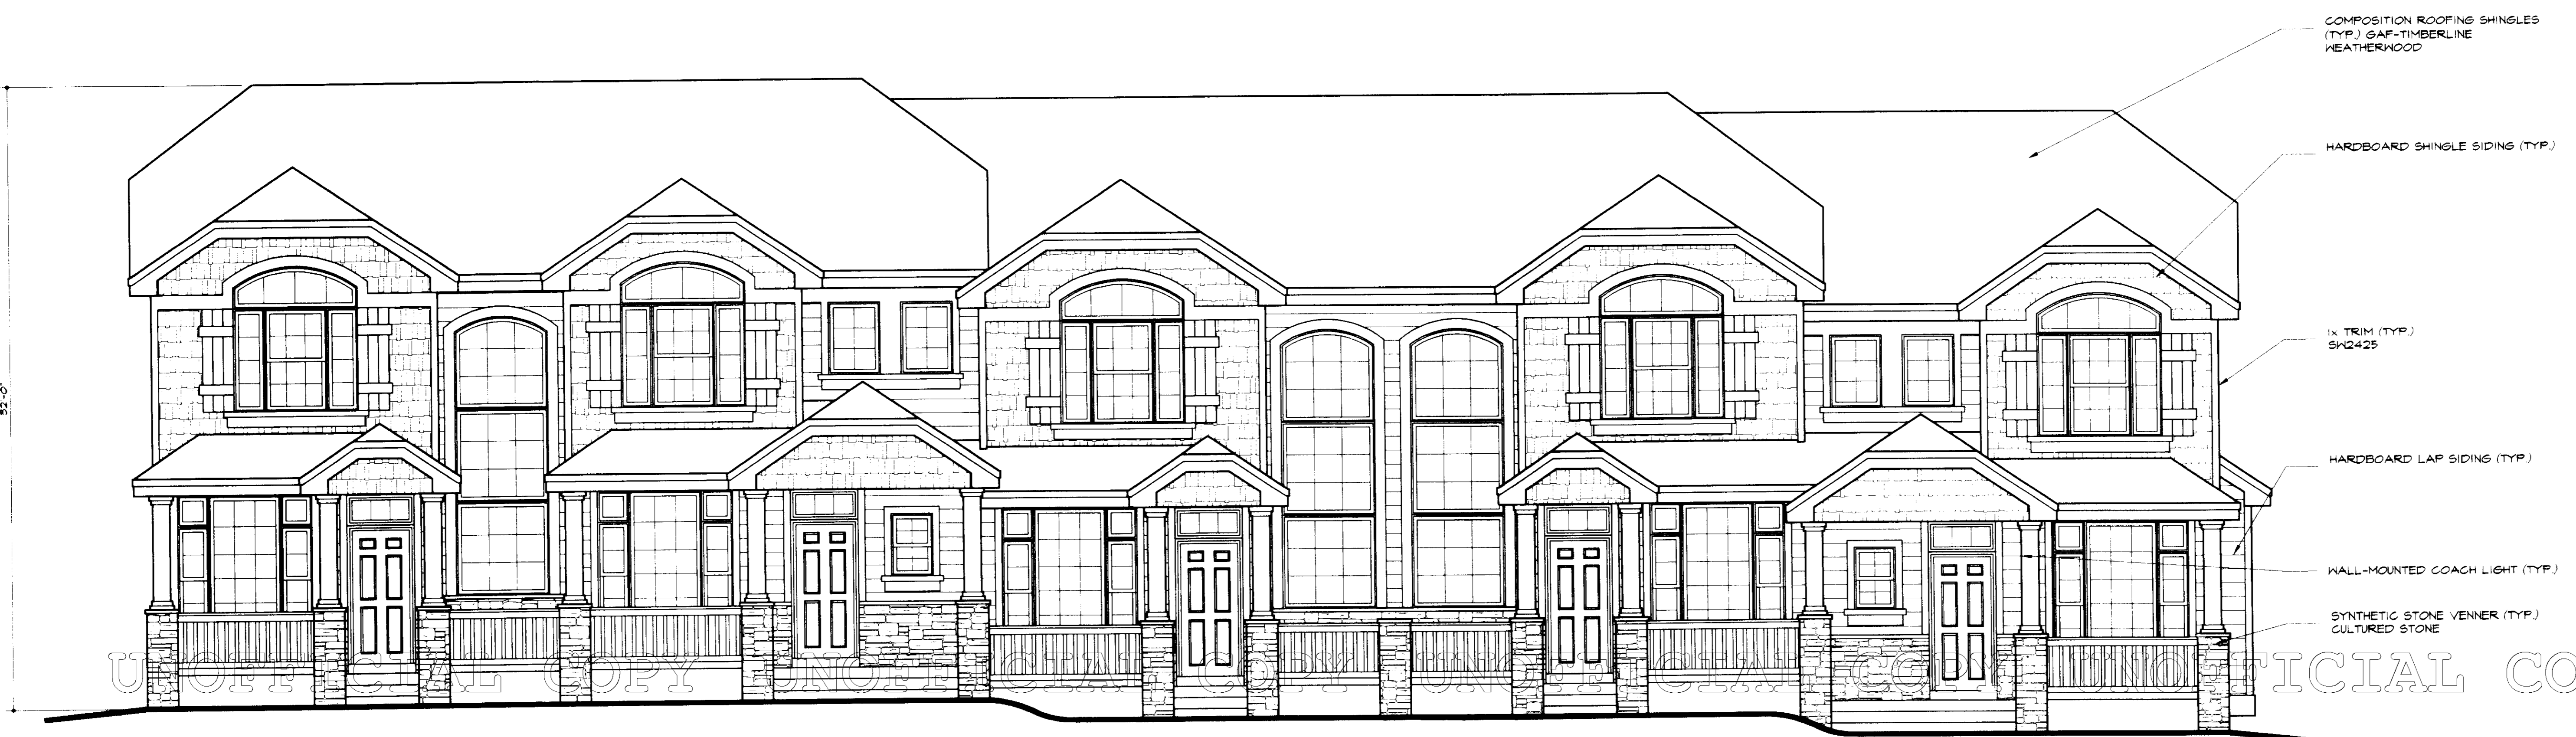 COMPOSITION ROOFING SHINGLES
(TYP.) GAF-TIMBERLINE
WEATHERWOOD
HARDBOARD SHINGLE SIDING (TYP.)
1x TRIM (TYP.)
SW2425
32'-0"
HARDBOARD LAP SIDING (TYP.)
WALL-MOUNTED COACH LIGHT (TYP.)
SYNTHETIC STONE VENNER (TYP.)
CULTURED STONE
UNOFFICIAL COPY UNOFFICIAL COPY UNOFFICIAL COPY UNOFFICIAL CO